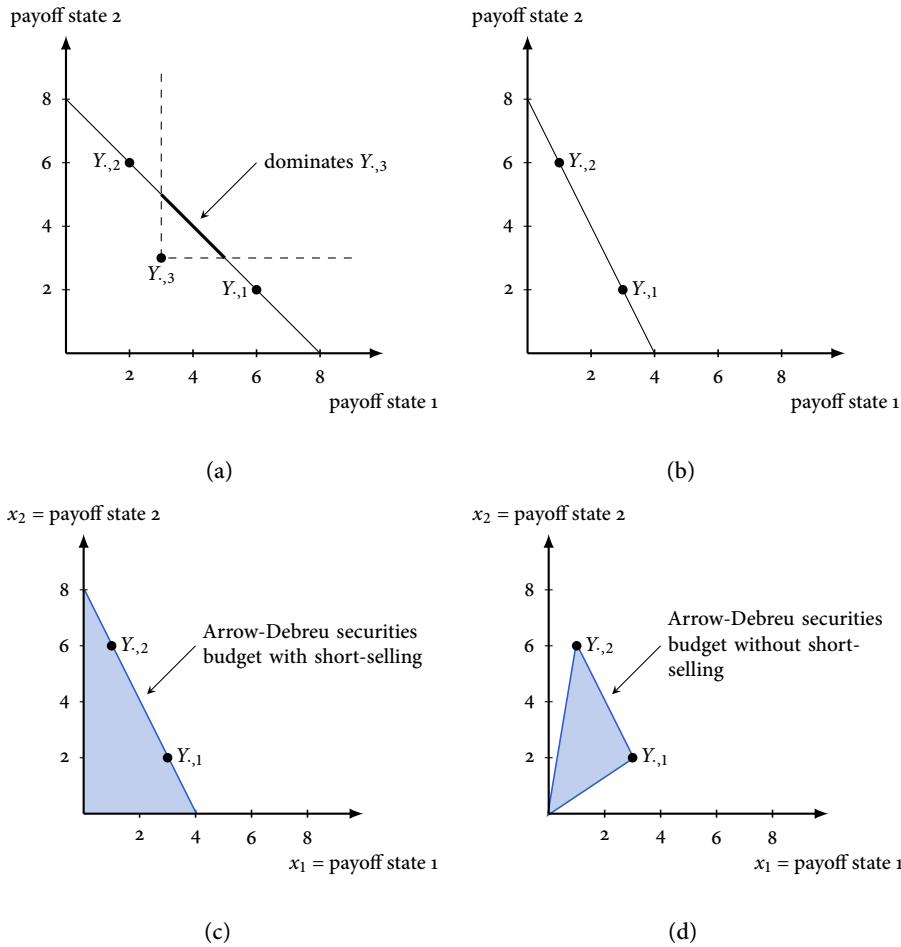 payoff state 2
8
6
4
2
Y.,2
dominates Y.,3
Y.,3
Y.,1
2 4 6 8
payoff state 1
(a)
payoff state 2
8
6
4
2
Y.,2
Y.,1
2 4 6 8
payoff state 1
(b)
x2 = payoff state 2
8
6
4
2
Y.,2
Arrow-Debreu securities
budget with short-selling
Y.,1
2 4 6 8
x1 = payoff state 1
(c)
x2 = payoff state 2
8
6
4
2
Y.,2
Arrow-Debreu securities
budget without short-
selling
Y.,1
2 4 6 8
x1 = payoff state 1
(d)